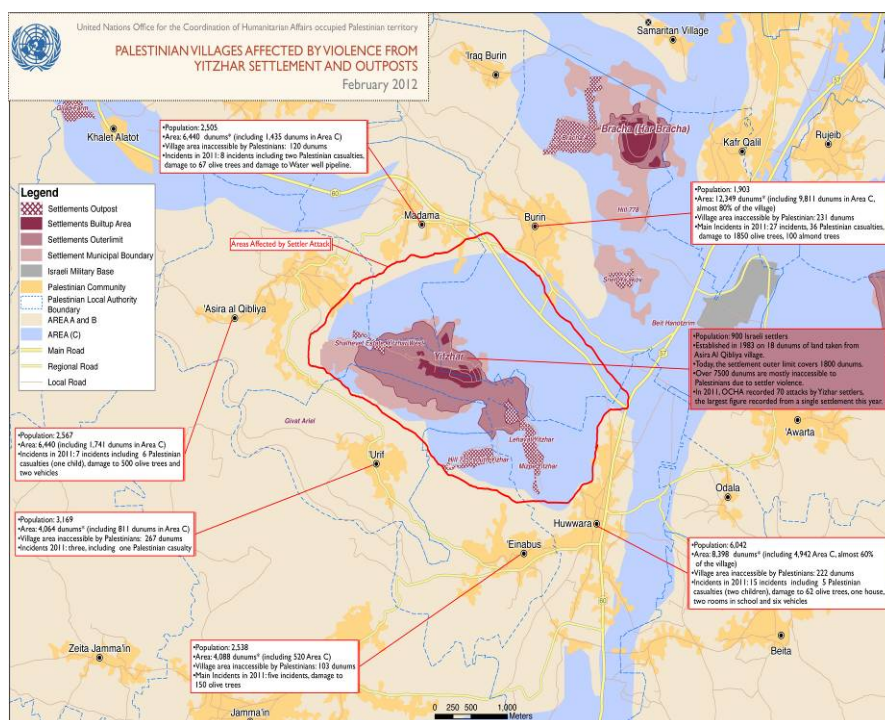 United Nations Office for the Coordination of Humanitarian Affairs occupied Palestinian territory
PALESTINIAN VILLAGES AFFECTED BY VIOLENCE FROM
YITZHAR SETTLEMENT AND OUTPOSTS
February 2012
Samaritan Village
'Iraq Burin
Khalet Alatot
Bracha (Har Bracha)
Kafr Qalil
Rujeib
•Population: 2,505
•Area: 6,440 dunums* (including 1,435 dunums in Area C)
•Village area inaccessible by Palestinians: 120 dunums
•Incidents in 2011: 8 incidents including two Palestinian casualties,
damage to 67 olive trees and damage to Water well pipeline.
Legend
Settlements Outpost
Settlements Builtup Area
Settlements Outerlimit
Settlement Municipal Boundary
Israeli Military Base
Palestinian Community
Palestinian Local Authority
Boundary
AREA A and B
AREA (C)
Main Road
Regional Road
Local Road
•Population: 1,903
•Area: 12,349 dunums* (including 9,811 dunums in Area C,
almost 80% of the village)
•Village area inaccessible by Palestinian: 231 dunums
•Main Incidents in 2011: 27 incidents, 36 Palestinian casualties,
damage to 1850 olive trees, 100 almond trees
60
Madama
Burin
Hill 778
Areas Affected by Settler Attack
'Asira al Qibliya
Beit Hanoterim
Yitzhar
•Population: 900 Israeli settlers
•Established in 1983 on 18 dunums of land taken from
Asira Al Qibliya village.
•Today, the settlement outer limit covers 1800 dunums.
•Over 7500 dunums are mostly inaccessible to
Palestinians due to settler violence.
•In 2011, OCHA recorded 70 attacks by Yitzhar settlers,
the largest figure recorded from a single settlement this year.
Givat Ariel
•Population: 2,567
•Area: 6,440 (including 1,741 dunums in Area C)
•Incidents in 2011: 7 incidents including 6 Palestinian
casualties (one child), damage to 500 olive trees and
two vehicles
'Urif
Lehavat Yitzhar
'Awarta
Odala
•Population: 3,169
•Area: 4,064 dunums* (including 811 dunums in Area C)
•Village area inaccessible by Palestinians: 267 dunums
•Incidents 2011: three, including one Palestinian casualty
Huwwara
'Einabus
•Population: 6,042
•Area: 8,398 dunums* (including 4,942 Area C, almost 60%
of the village)
•Village area inaccessible by Palestinians: 222 dunums
•Incidents in 2011: 15 incidents including 5 Palestinian
casualties (two children), damage to 62 olive trees, one house,
two rooms in school and six vehicles
60
Beita
Zeita Jamma'in
•Population: 2,538
•Area: 4,088 dunums* (including 520 Area C)
•Village area inaccessible by Palestinians: 103 dunums
•Main Incidents in 2011: five incidents, damage to
150 olive trees
Jamma'in
0 250 500 1,000
Meters